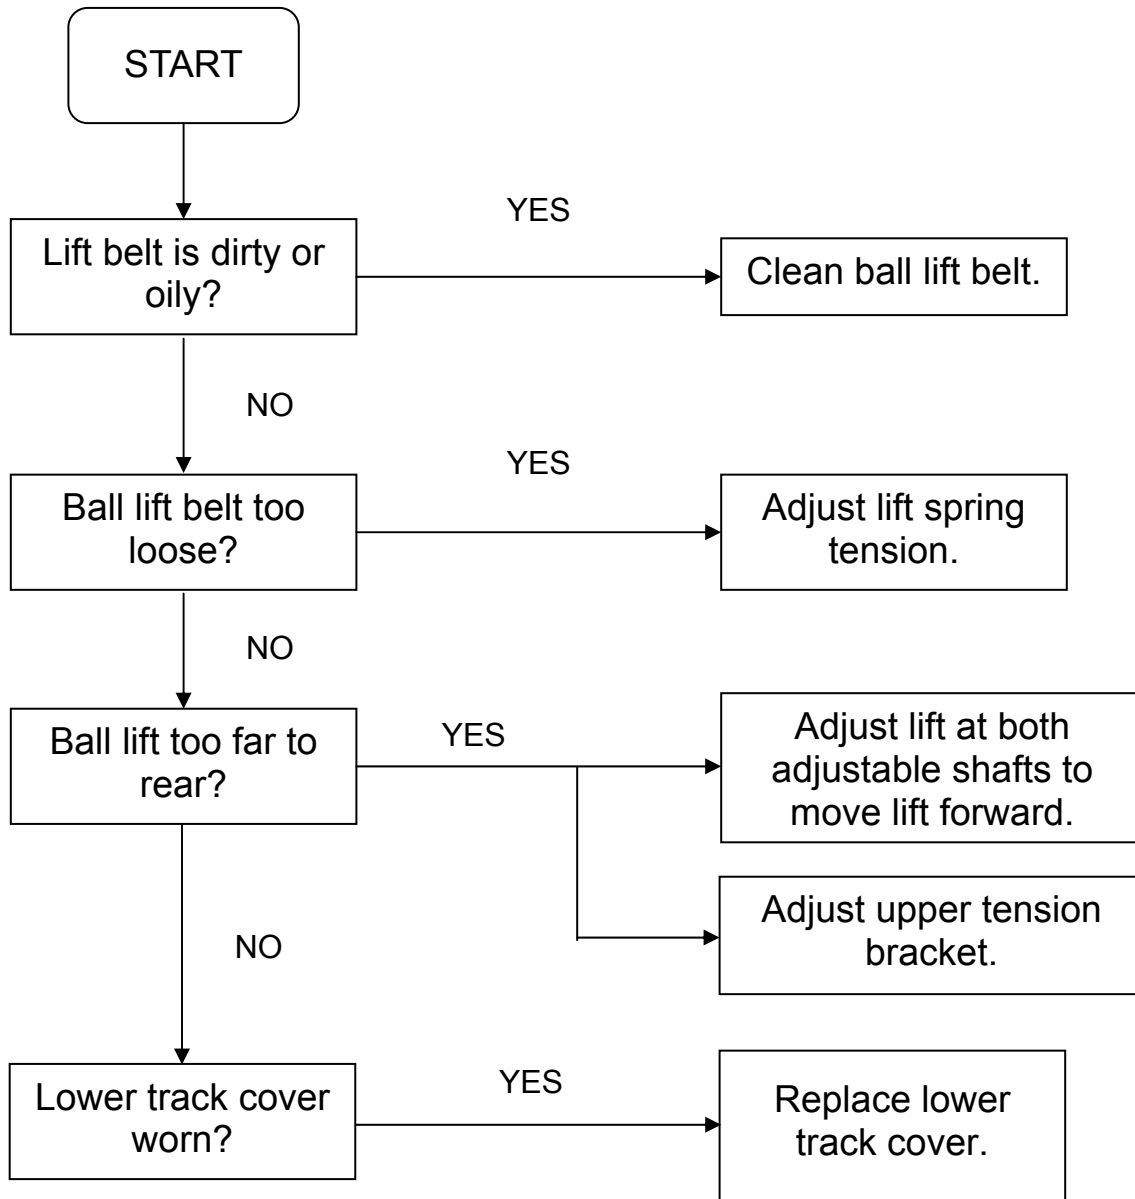 START
YES
Lift belt is dirty or
oily?
Clean ball lift belt.
NO
YES
Ball lift belt too
loose?
Adjust lift spring
tension.
NO
Ball lift too far to
rear?
YES
Adjust lift at both
adjustable shafts to
move lift forward.
Adjust upper tension
bracket.
NO
Lower track cover
worn?
YES
Replace lower
track cover.